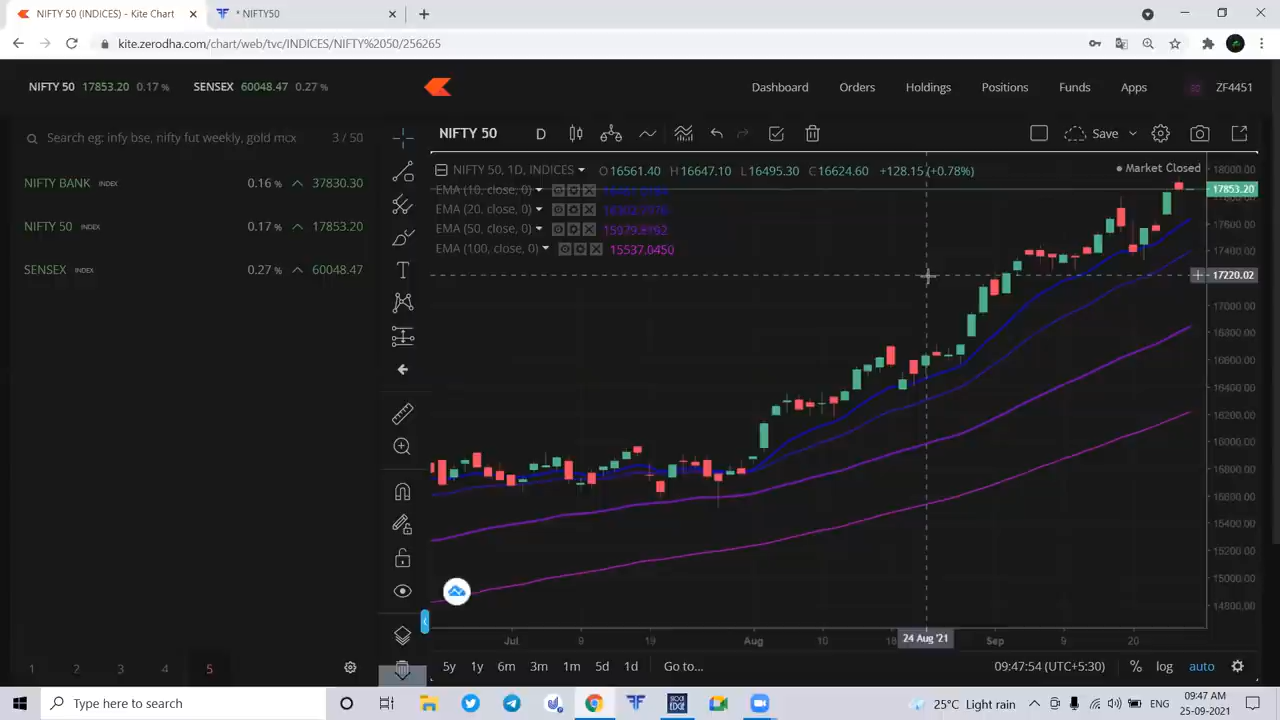 NIFTY 50 (INDICES) - Kite Chart
* NIFTY50
kite.zerodha.com/chart/web/tvc/INDICES/NIFTY%2050/256265
NIFTY 50 17853.20 0.17 % SENSEX 60048.47 0.27 %
Dashboard Orders Holdings Positions Funds Apps ZF4451
Search eg: infy bse, nifty fut weekly, gold mcx 3 / 50
NIFTY BANK INDEX 0.16 % 37830.30
NIFTY 50 INDEX 0.17 % 17853.20
SENSEX INDEX 0.27 % 60048.47
NIFTY 50 D Save
NIFTY 50, 1D, INDICES O16561.40 H16647.10 L16495.30 C16624.60 +128.15 (+0.78%)
Market Closed
EMA (10, close, 0)
EMA (20, close, 0)
EMA (50, close, 0) 15979.8192
EMA (100, close, 0) 15537.0450
18000.00
17853.20
17600.00
17400.00
17220.02
17000.00
16800.00
16600.00
16400.00
16200.00
16000.00
15800.00
15600.00
15400.00
15200.00
15000.00
14800.00
Jul 9 19 Aug 10 18 24 Aug '21 Sep 9 20
1 2 3 4 5
5y 1y 6m 3m 1m 5d 1d Go to... 09:47:54 (UTC+5:30) % log auto
Type here to search
25°C Light rain ENG
09:47 AM
25-09-2021